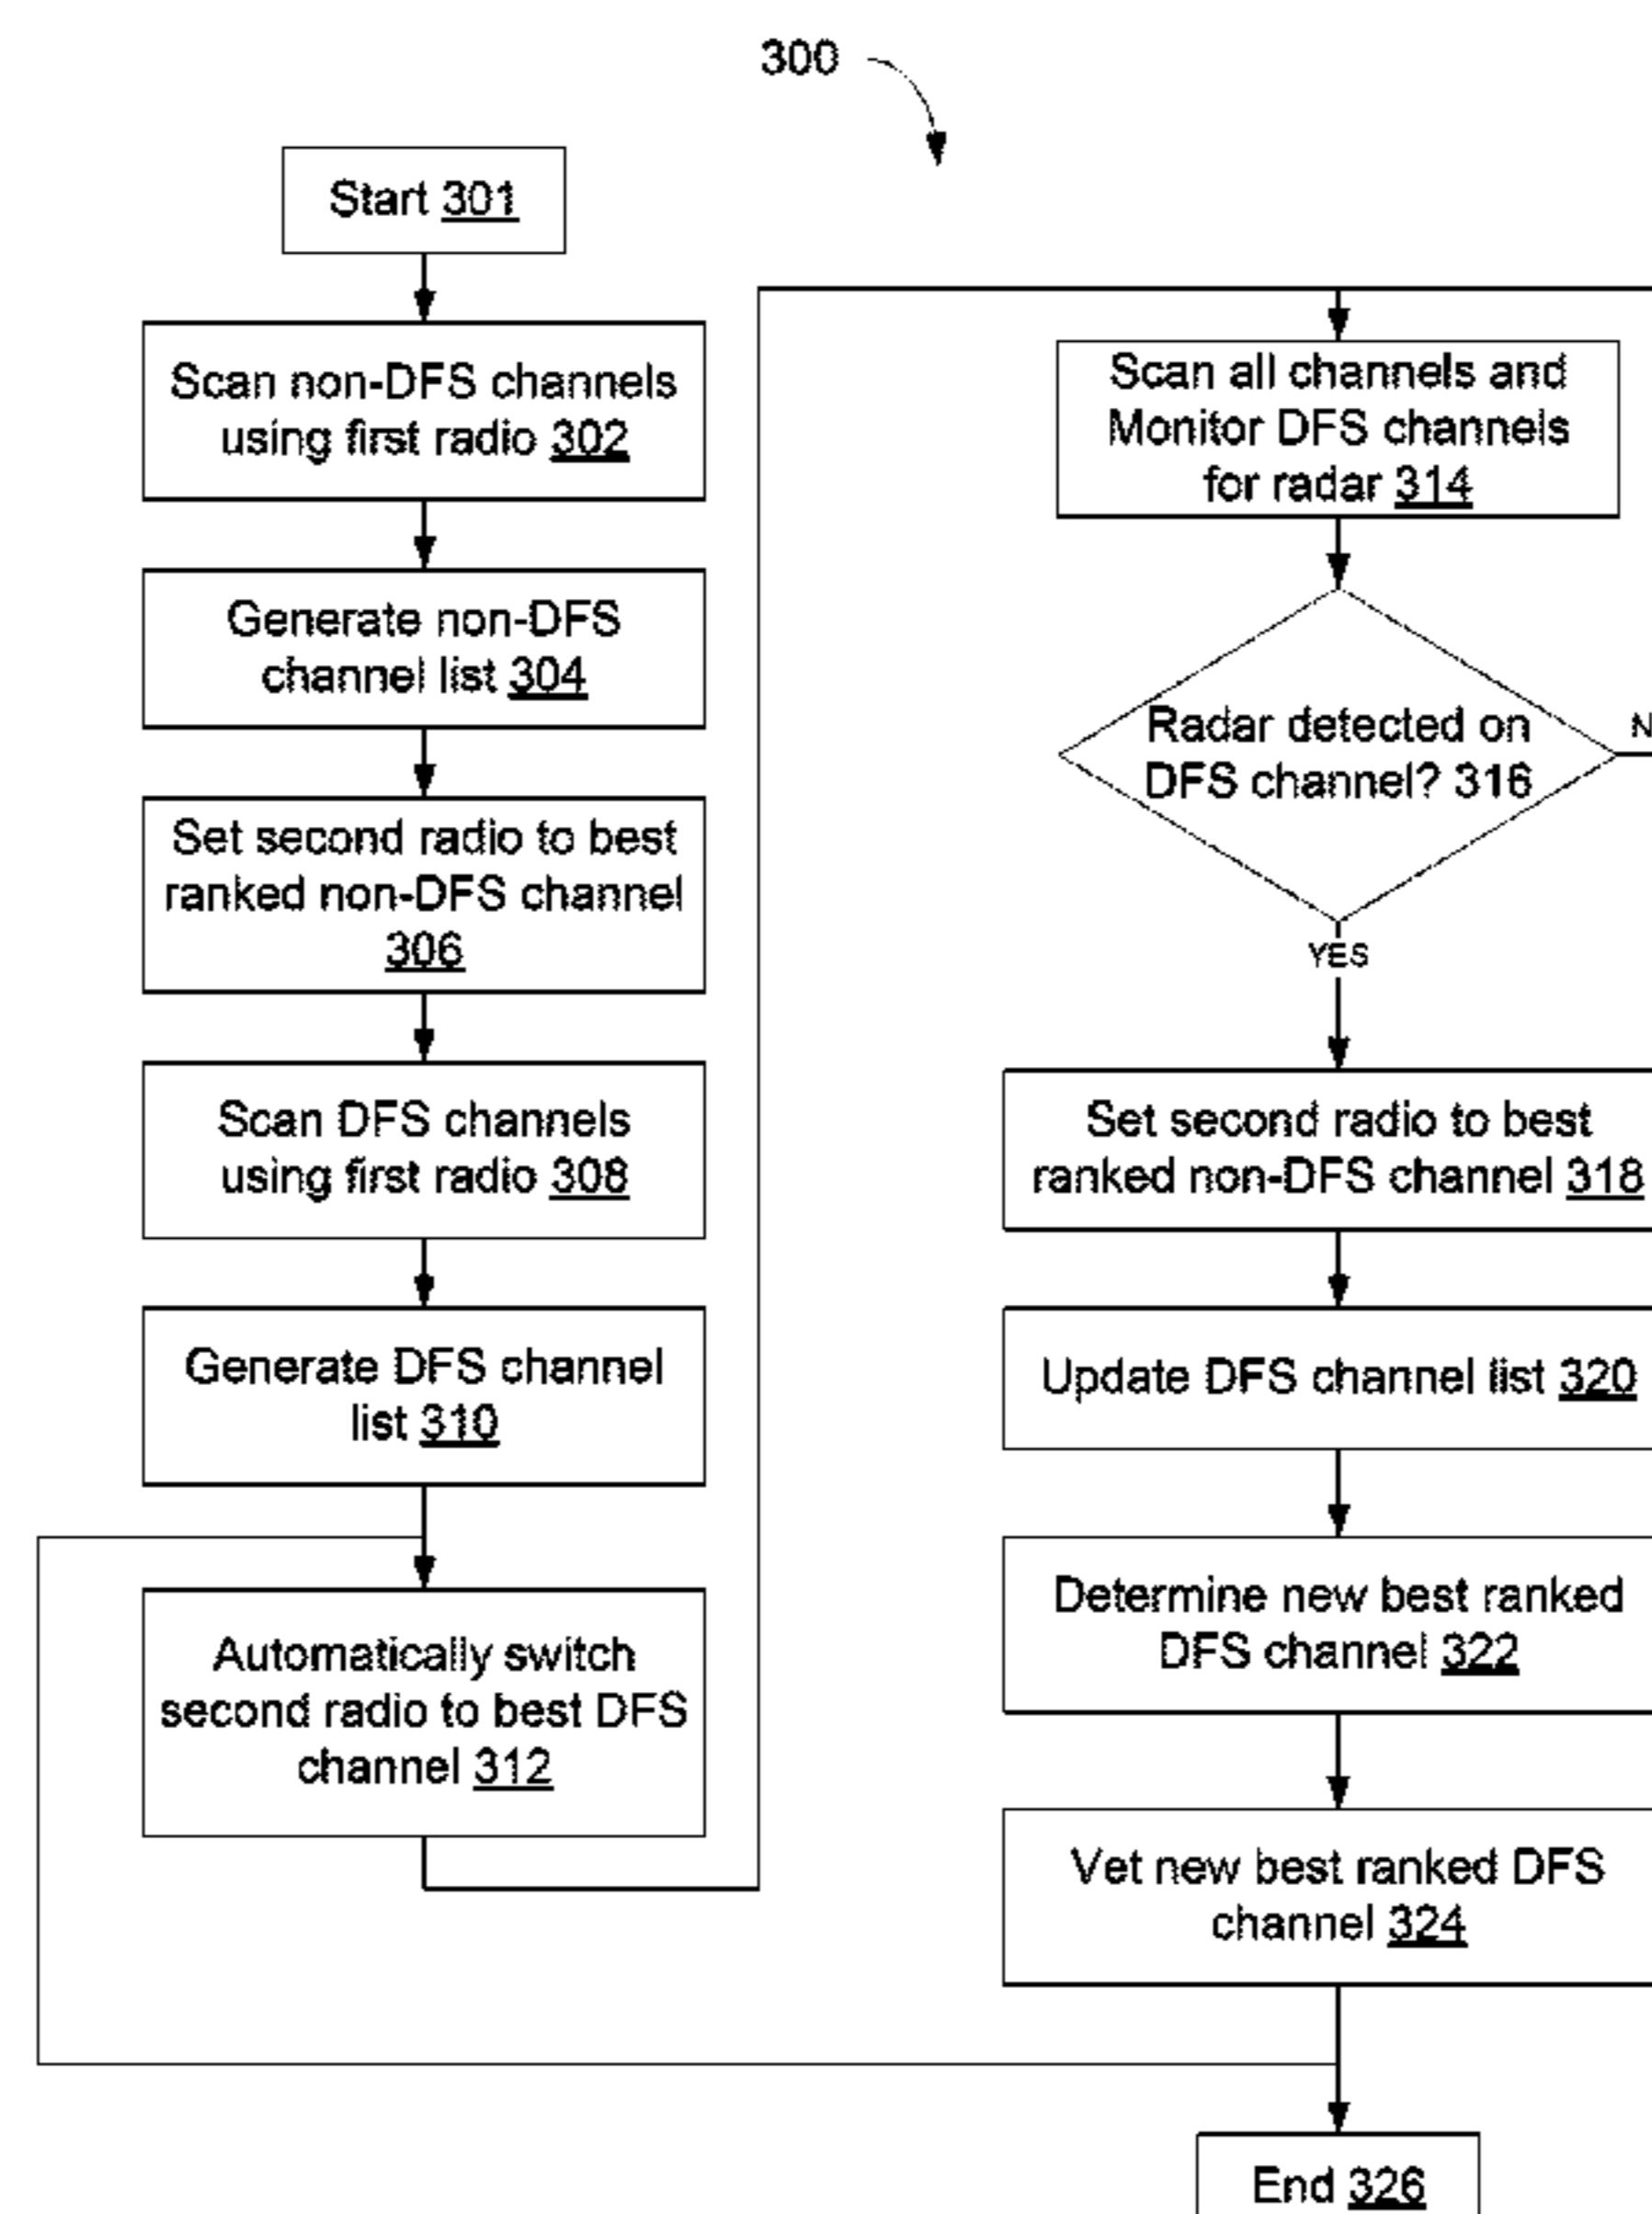 300
Start 301
Scan non-DFS channels
using first radio 302
Generate non-DFS
channel list 304
Set second radio to best
ranked non-DFS channel
306
Scan DFS channels
using first radio 308
Generate DFS channel
list 310
Automatically switch
second radio to best DFS
channel 312
Scan all channels and
Monitor DFS channels
for radar 314
Radar detected on
DFS channel? 316
YES
Set second radio to best
ranked non-DFS channel 318
Update DFS channel list 320
Determine new best ranked
DFS channel 322
Vet new best ranked DFS
channel 324
End 326